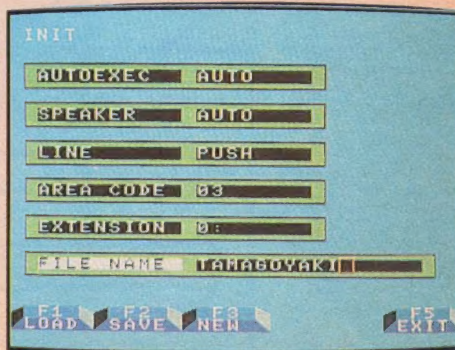 INIT
AUTOEXEC AUTO
SPEAKER AUTO
LINE PUSH
AREA CODE 03
EXTENSION 0:
FILE NAME TAMAGOYAKI
F1 F2 F3 F5
LOAD SAVE NEW EXIT